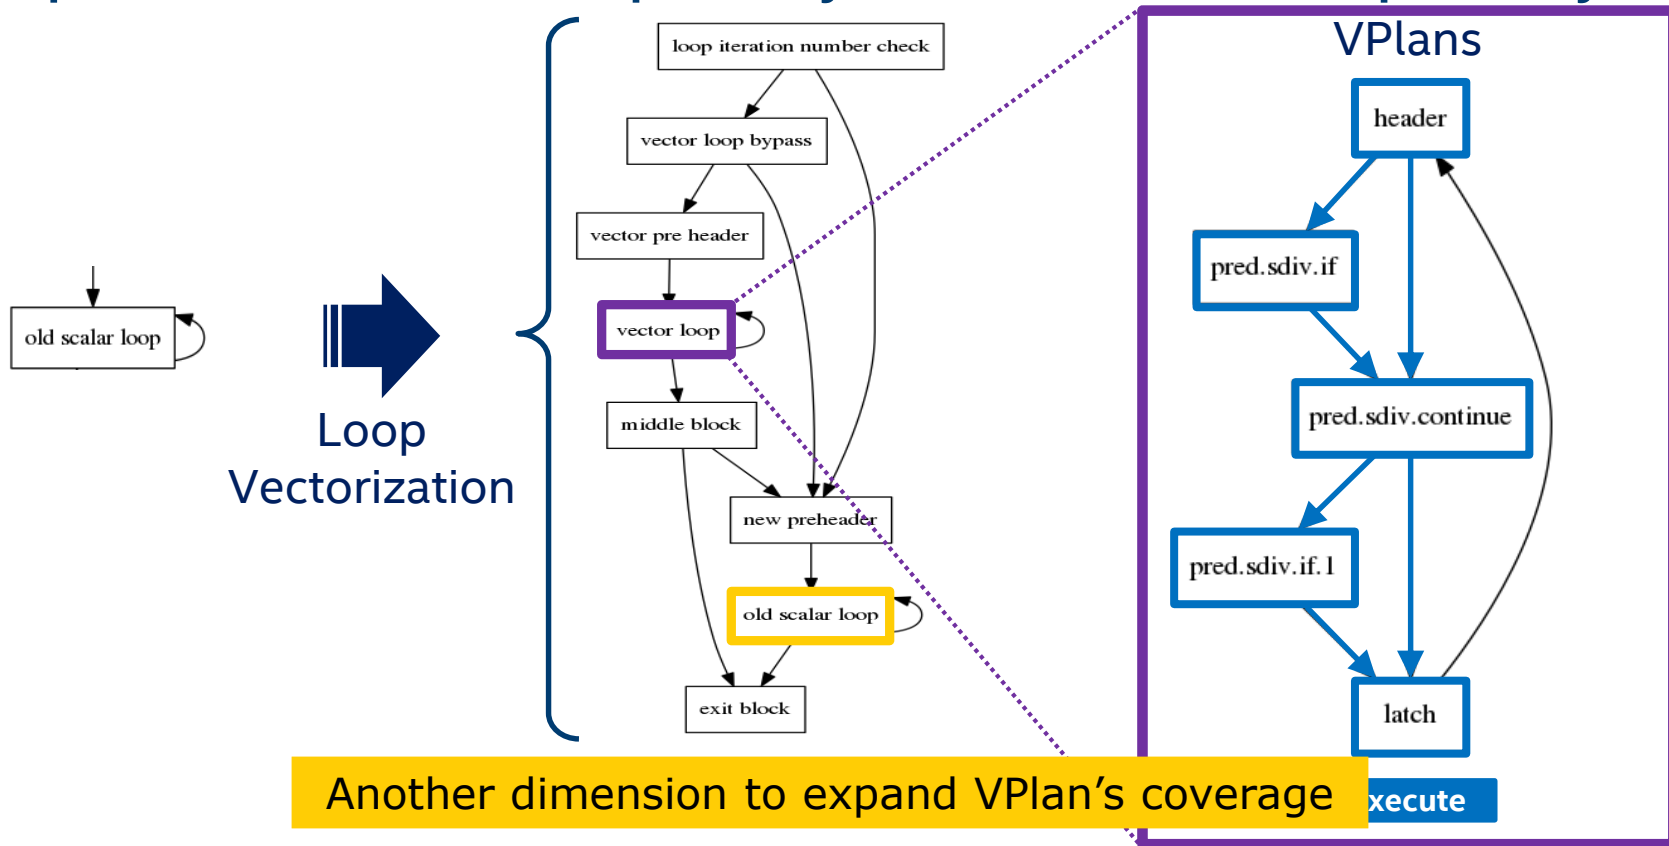 VPlans
loop iteration number check
vector loop bypass
vector pre header
vector loop
middle block
new preheader
old scalar loop
exit block
old scalar loop
Loop
Vectorization
header
pred.sdiv.if
pred.sdiv.continue
pred.sdiv.if.1
latch
Another dimension to expand VPlan’s coverage
xecute